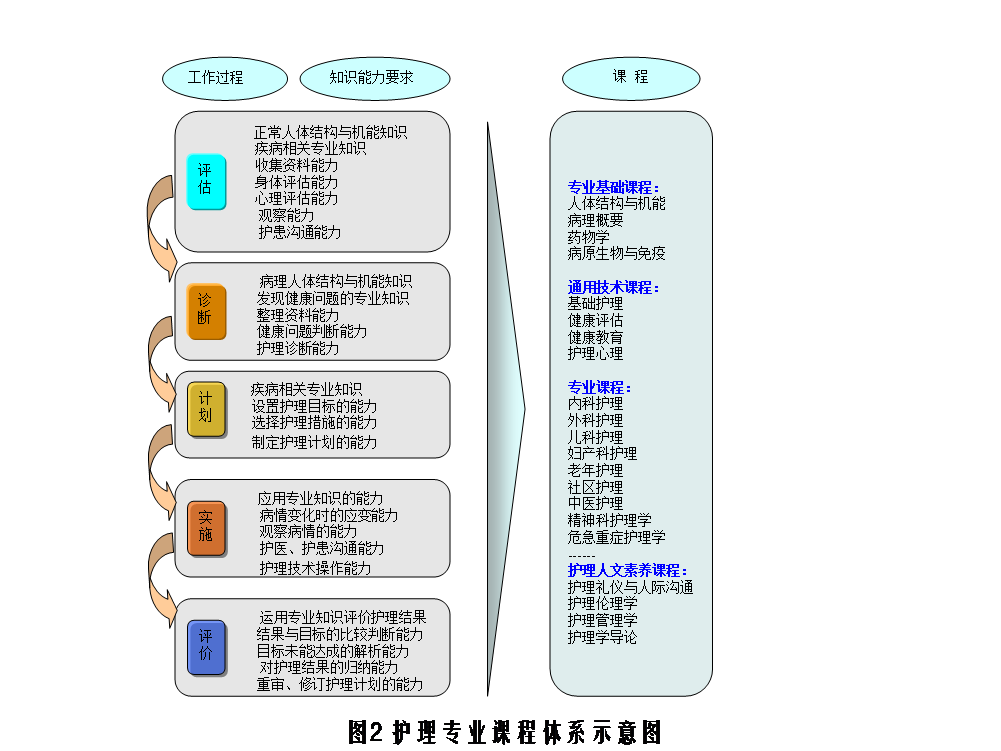 工作过程
知识能力要求
课 程
评估
正常人体结构与机能知识
疾病相关专业知识
收集资料能力
身体评估能力
心理评估能力
观察能力
护患沟通能力
诊断
病理人体结构与机能知识
发现健康问题的专业知识
整理资料能力
健康问题判断能力
护理诊断能力
计划
疾病相关专业知识
设置护理目标的能力
选择护理措施的能力
制定护理计划的能力
实施
应用专业知识的能力
病情变化时的应变能力
观察病情的能力
护医、护患沟通能力
护理技术操作能力
评价
运用专业知识评价护理结果
结果与目标的比较判断能力
目标未能达成的解析能力
对护理结果的归纳能力
重审、修订护理计划的能力
专业基础课程：
人体结构与机能
病理概要
药物学
病原生物与免疫
通用技术课程：
基础护理
健康评估
健康教育
护理心理
专业课程：
内科护理
外科护理
儿科护理
妇产科护理
老年护理
社区护理
中医护理
精神科护理学
危急重症护理学
------
护理人文素养课程：
护理礼仪与人际沟通
护理伦理学
护理管理学
护理学导论
图2 护理专业课程体系示意图